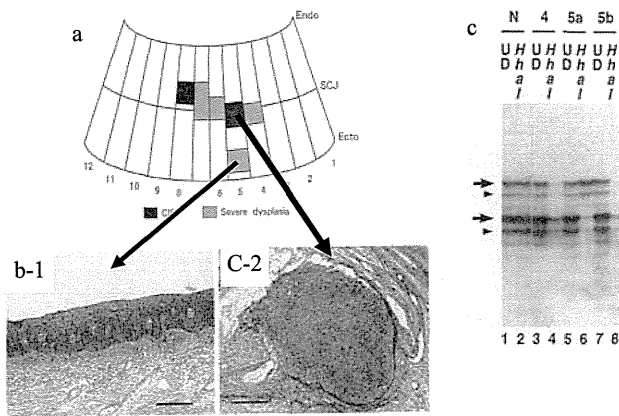 a
Endo
SCJ
Ecto
12
11
10
9
8
6
5
4
2
1
Severe dysplasia
b-1
C-2
c
N 4 5a 5b
U H U H U H U H
D h D h D h D h
a a a a
I I I I
1 2 3 4 5 6 7 8